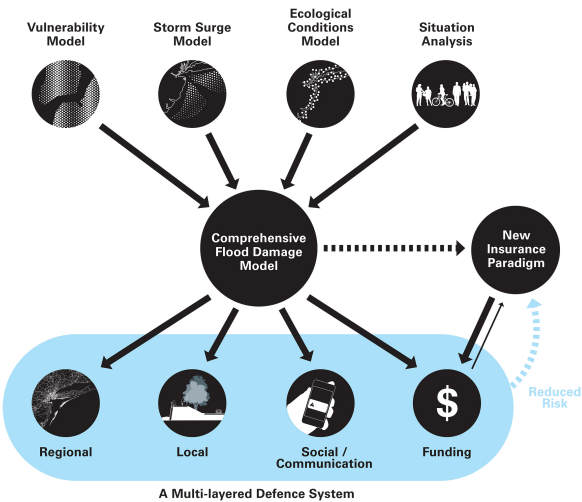 Vulnerability
Model
Storm Surge
Model
Ecological
Conditions
Model
Situation
Analysis
Comprehensive
Flood Damage
Model
New
Insurance
Paradigm
Reduced
Risk
$
Regional
Local
Social /
Communication
Funding
A Multi-layered Defence System